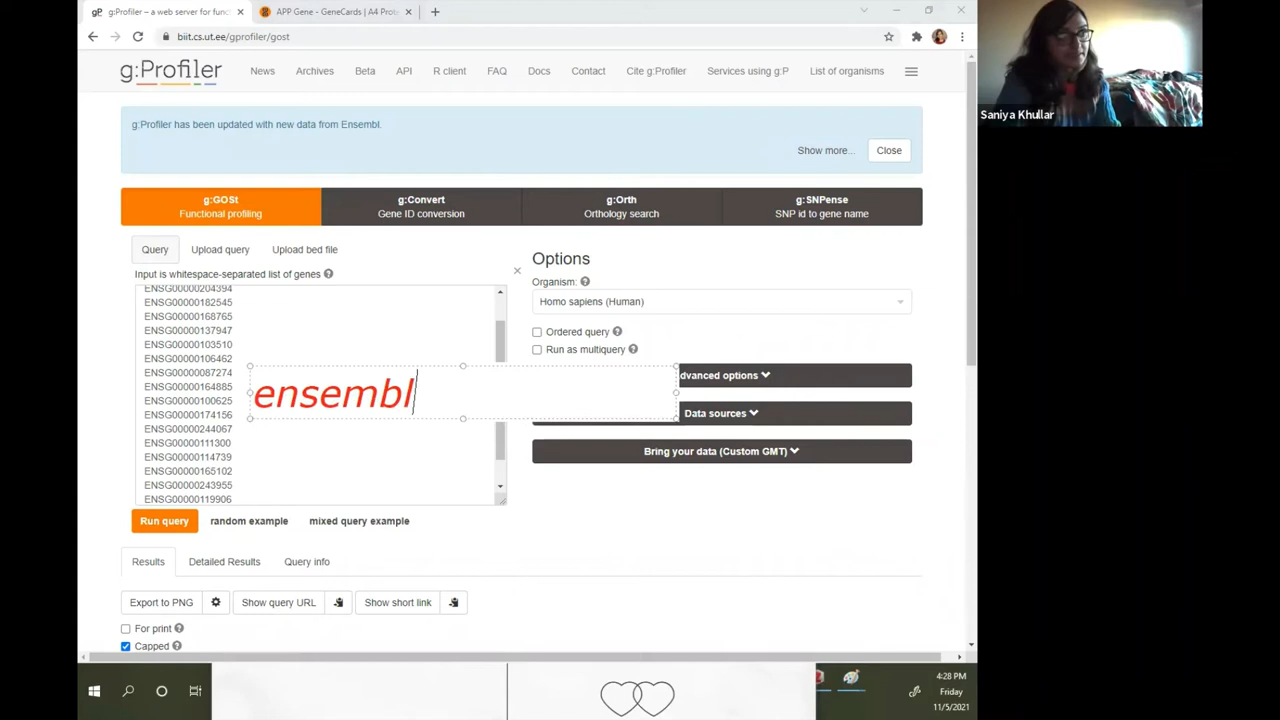 gP g:Profiler – a web server for func
APP Gene - GeneCards | A4 Prote
biit.cs.ut.ee/gprofiler/gost
g:Profiler
News Archives Beta API R client FAQ Docs Contact Cite g:Profiler Services using g:P List of organisms
g:Profiler has been updated with new data from Ensembl.
Show more... Close
g:GOSt
Functional profiling
g:Convert
Gene ID conversion
g:Orth
Orthology search
g:SNPense
SNP id to gene name
Query Upload query Upload bed file
Input is whitespace-separated list of genes
ENSG00000204394
ENSG00000182545
ENSG00000168765
ENSG00000137947
ENSG00000103510
ENSG00000106462
ENSG00000087274
ENSG00000164885
ENSG00000100625
ENSG00000174156
ENSG00000244067
ENSG00000111300
ENSG00000114739
ENSG00000165102
ENSG00000243955
ENSG00000119906
ensembl
Options
Organism:
Homo sapiens (Human)
Ordered query
Run as multiquery
dvanced options
Data sources
Bring your data (Custom GMT)
Run query random example mixed query example
Results Detailed Results Query info
Export to PNG Show query URL Show short link
For print
Capped
4:28 PM
Friday
11/5/2021
Saniya Khullar